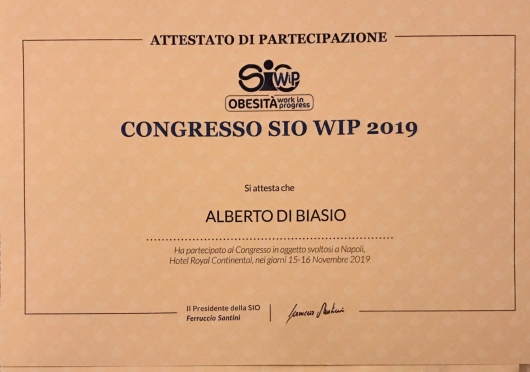 ATTESTATO DI PARTECIPAZIONE
SIO WIP
OBESITÀ work in progress
CONGRESSO SIO WIP 2019
Si attesta che
ALBERTO DI BIASIO
Ha partecipato al Congresso in oggetto svoltosi a Napoli,
Hotel Royal Continental, nei giorni 15-16 Novembre 2019
Il Presidente della SIO
Ferruccio Santini